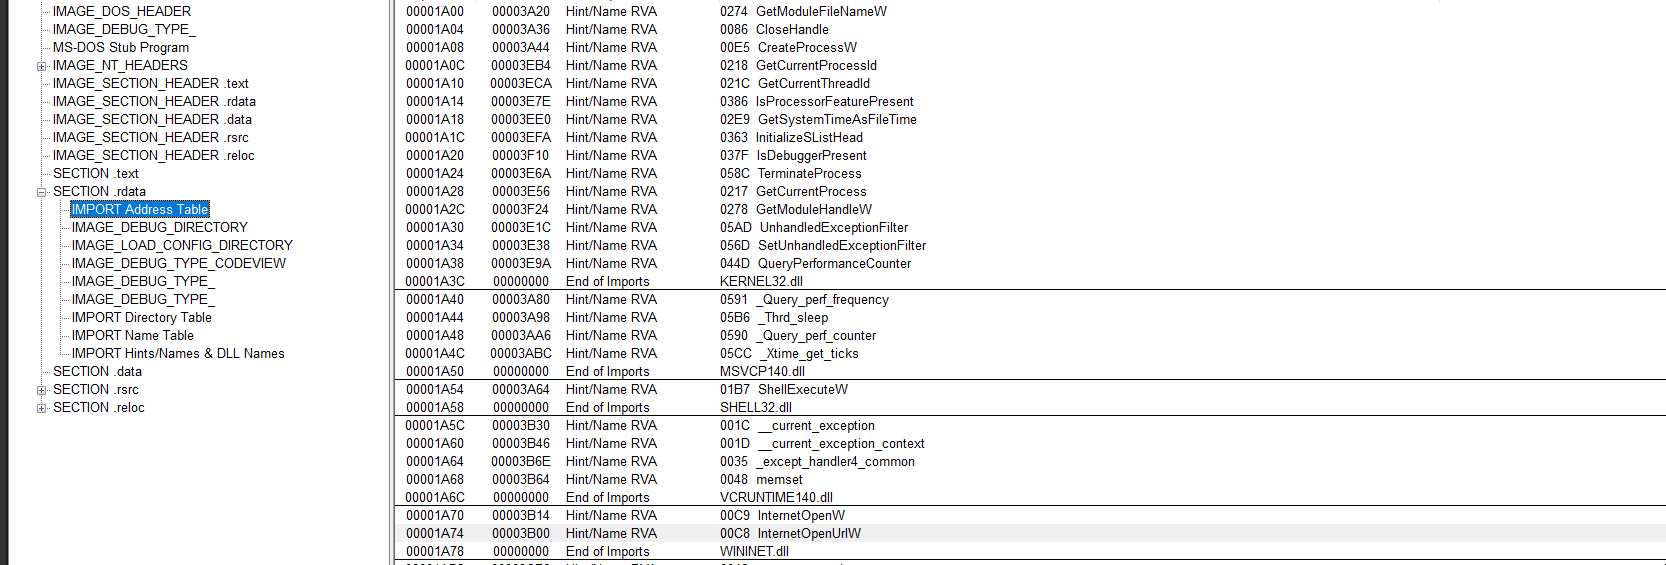 IMAGE_DOS_HEADER
IMAGE_DEBUG_TYPE_
MS-DOS Stub Program
IMAGE_NT_HEADERS
IMAGE_SECTION_HEADER .text
IMAGE_SECTION_HEADER .rdata
IMAGE_SECTION_HEADER .data
IMAGE_SECTION_HEADER .rsrc
IMAGE_SECTION_HEADER .reloc
SECTION .text
SECTION .rdata
IMPORT Address Table
IMAGE_DEBUG_DIRECTORY
IMAGE_LOAD_CONFIG_DIRECTORY
IMAGE_DEBUG_TYPE_CODEVIEW
IMAGE_DEBUG_TYPE_
IMAGE_DEBUG_TYPE_
IMPORT Directory Table
IMPORT Name Table
IMPORT Hints/Names & DLL Names
SECTION .data
SECTION .rsrc
SECTION .reloc
00001A00 00003A20 Hint/Name RVA 0274 GetModuleFileNameW
00001A04 00003A36 Hint/Name RVA 0086 CloseHandle
00001A08 00003A44 Hint/Name RVA 00E5 CreateProcessW
00001A0C 00003EB4 Hint/Name RVA 0218 GetCurrentProcessId
00001A10 00003ECA Hint/Name RVA 021C GetCurrentThreadId
00001A14 00003E7E Hint/Name RVA 0386 IsProcessorFeaturePresent
00001A18 00003EE0 Hint/Name RVA 02E9 GetSystemTimeAsFileTime
00001A1C 00003EFA Hint/Name RVA 0363 InitializeSListHead
00001A20 00003F10 Hint/Name RVA 037F IsDebuggerPresent
00001A24 00003E6A Hint/Name RVA 058C TerminateProcess
00001A28 00003E56 Hint/Name RVA 0217 GetCurrentProcess
00001A2C 00003F24 Hint/Name RVA 0278 GetModuleHandleW
00001A30 00003E1C Hint/Name RVA 05AD UnhandledExceptionFilter
00001A34 00003E38 Hint/Name RVA 056D SetUnhandledExceptionFilter
00001A38 00003E9A Hint/Name RVA 044D QueryPerformanceCounter
00001A3C 00000000 End of Imports KERNEL32.dll
00001A40 00003A80 Hint/Name RVA 0591 _Query_perf_frequency
00001A44 00003A98 Hint/Name RVA 05B6 _Thrd_sleep
00001A48 00003AA6 Hint/Name RVA 0590 _Query_perf_counter
00001A4C 00003ABC Hint/Name RVA 05CC _Xtime_get_ticks
00001A50 00000000 End of Imports MSVCP140.dll
00001A54 00003A64 Hint/Name RVA 01B7 ShellExecuteW
00001A58 00000000 End of Imports SHELL32.dll
00001A5C 00003B30 Hint/Name RVA 001C __current_exception
00001A60 00003B46 Hint/Name RVA 001D __current_exception_context
00001A64 00003B6E Hint/Name RVA 0035 _except_handler4_common
00001A68 00003B64 Hint/Name RVA 0048 memset
00001A6C 00000000 End of Imports VCRUNTIME140.dll
00001A70 00003B14 Hint/Name RVA 00C9 InternetOpenW
00001A74 00003B00 Hint/Name RVA 00C8 InternetOpenUrlW
00001A78 00000000 End of Imports WININET.dll